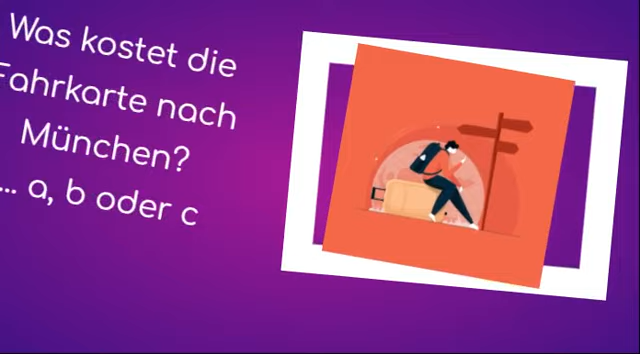 Was kostet die
Fahrkarte nach
München?
... a, b oder c